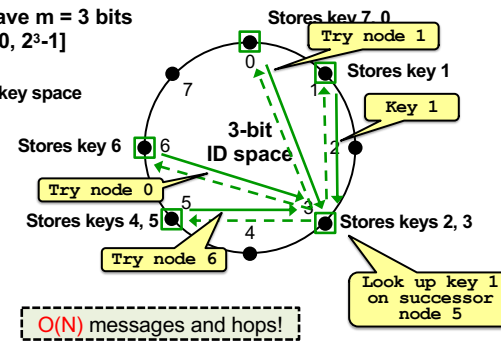 ave m = 3 bits
0, 2³-1]
key space
Stores key 7, 0
Try node 1
0
Stores key 1
1
7
Key 1
3-bit
ID space
2
Stores key 6
6
Try node 0
5
3
Stores keys 4, 5
Stores keys 2, 3
4
Try node 6
Look up key 1
on successor
node 5
O(N) messages and hops!